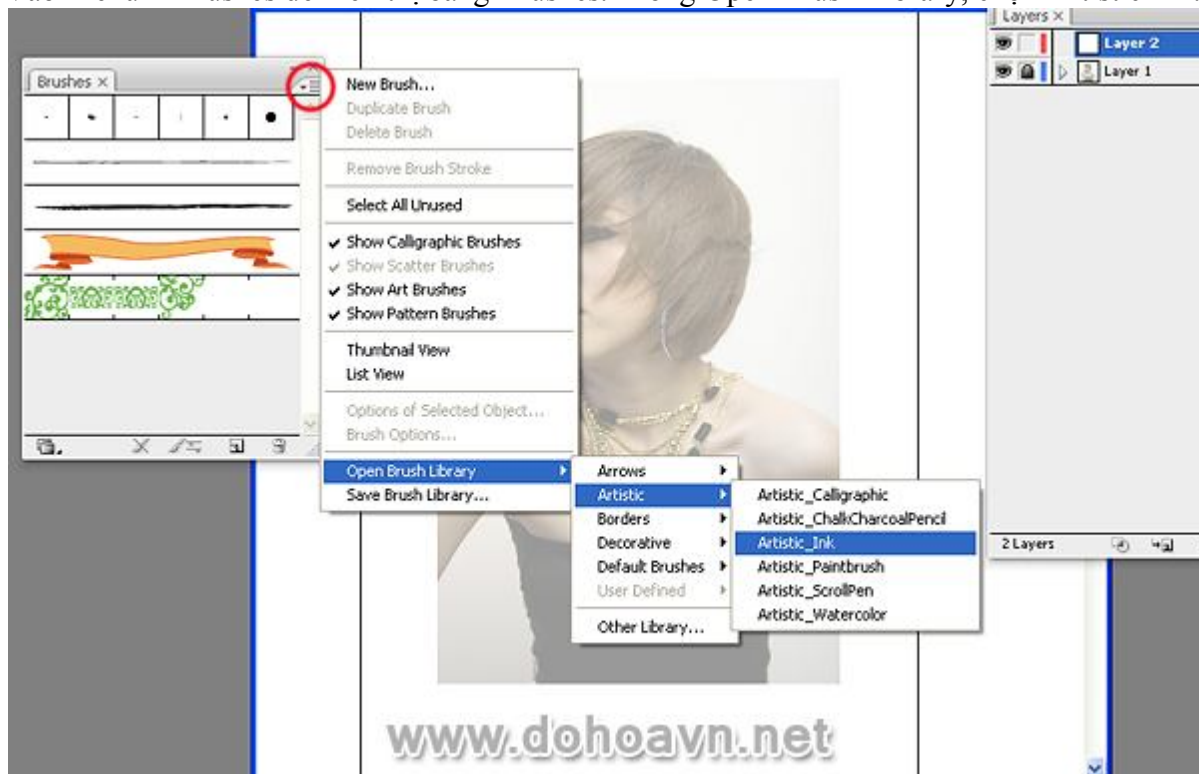 Layers ×
Layer 2
Layer 1
Brushes ×
New Brush...
Duplicate Brush
Delete Brush
Remove Brush Stroke
Select All Unused
Show Calligraphic Brushes
Show Scatter Brushes
Show Art Brushes
Show Pattern Brushes
Thumbnail View
List View
Options of Selected Object...
Brush Options...
Open Brush Library
Save Brush Library...
Arrows
Artistic
Borders
Decorative
Default Brushes
User Defined
Other Library...
Artistic_Calligraphic
Artistic_ChalkCharcoalPencil
Artistic_Ink
Artistic_Paintbrush
Artistic_ScrollPen
Artistic_Watercolor
2 Layers
www.dohoavn.net